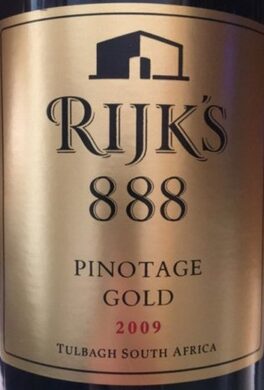 RIJK'S
888
PINOTAGE
GOLD
2009
TULBAGH SOUTH AFRICA